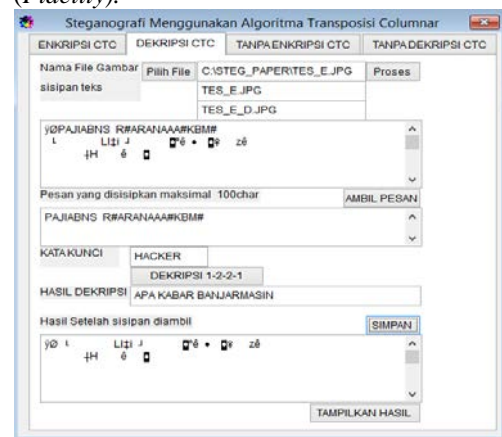 (Fidelity).
Steganografi Menggunakan Algoritma Transposisi Columnar
ENKRIPSI CTC DEKRIPSI CTC TANPA ENKRIPSI CTC TANPA DEKRIPSI CTC
Nama File Gambar Pilih File C:\STEG_PAPER\TES_E.JPG Proses
sisipan teks TES_E.JPG
TES_E_D.JPG
ÿØPAJIABNS R#ARANAAA#KBM#
zê
Pesan yang disisipkan maksimal 100char AMBIL PESAN
PAJIABNS R#ARANAAA#KBM#
KATA KUNCI HACKER
DEKRIPSI 1-2-2-1
HASIL DEKRIPSI APA KABAR BANJARMASIN
Hasil Setelah sisipan diambil SIMPAN
ÿØ
zê
TAMPILKAN HASIL